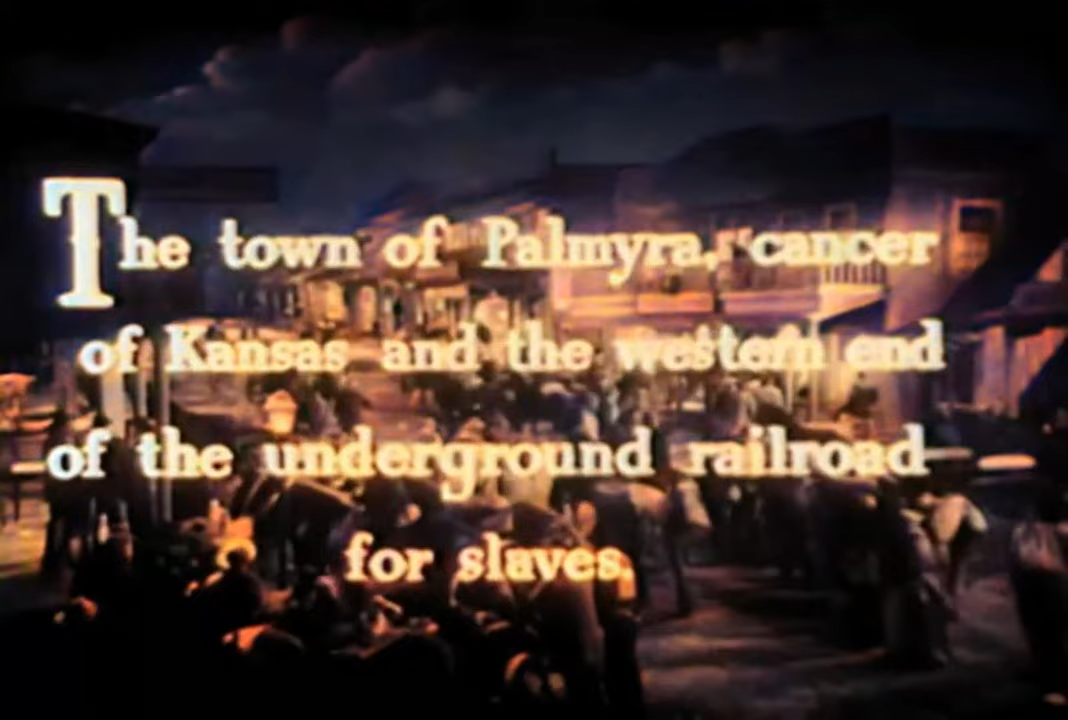 The town of Palmyra, cancer
of Kansas and the western end
of the underground railroad
for slaves.